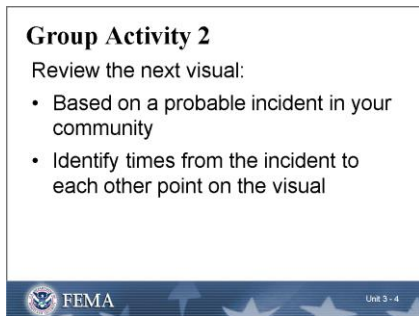 Group Activity 2
Review the next visual:
• Based on a probable incident in your
community
• Identify times from the incident to
each other point on the visual
FEMA
Unit 3 - 4